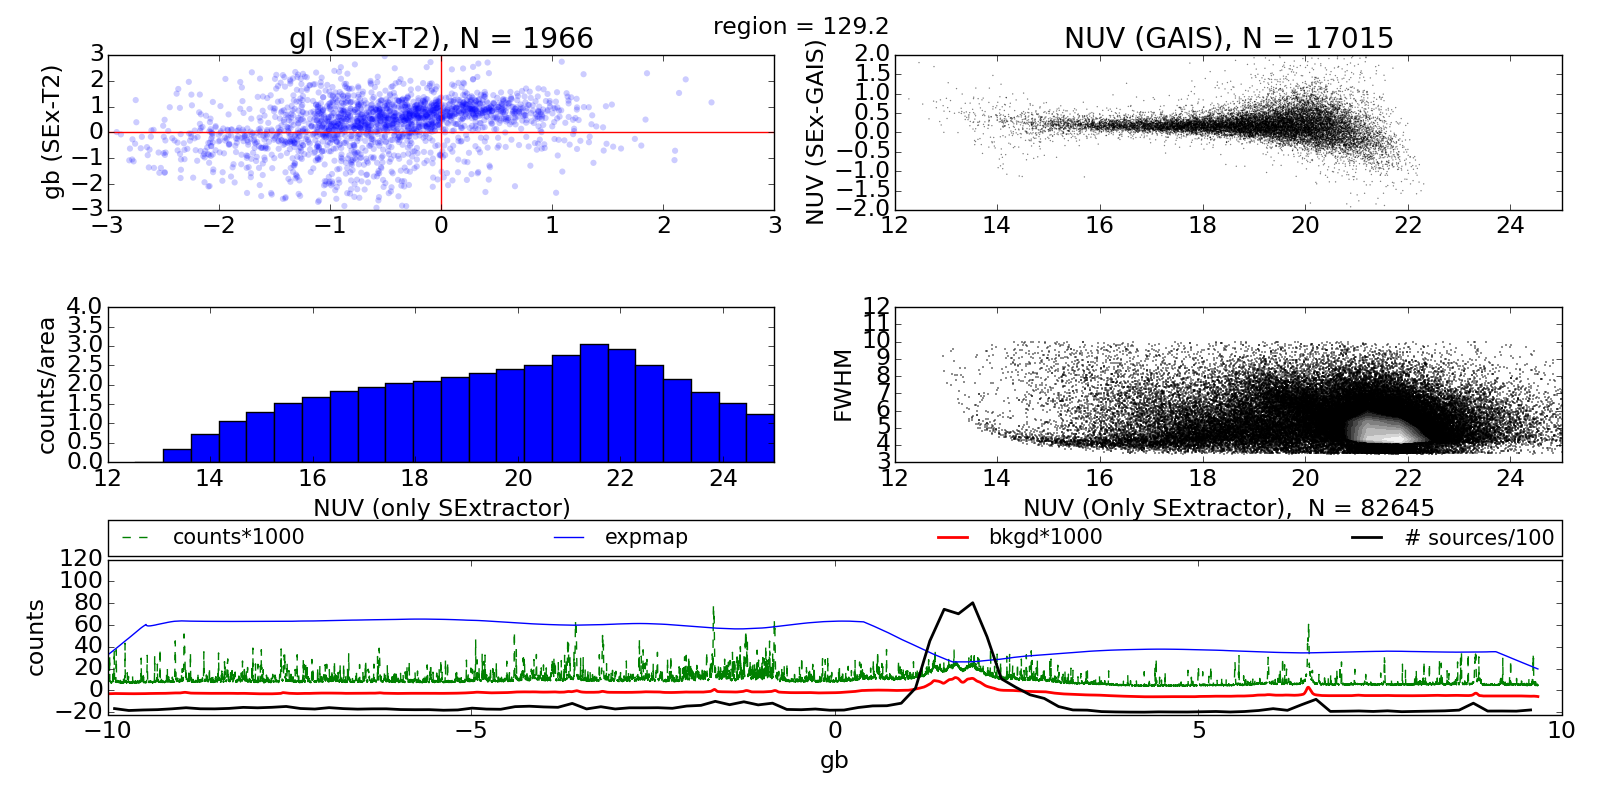 region = 129.2
gl (SEx-T2), N = 1966
gb (SEx-T2)
3
2
1
0
−1
−2
−3
−3 −2 −1 0 1 2 3
NUV (GAIS), N = 17015
NUV (SEx-GAIS)
2.0
1.5
1.0
0.5
0.0
−0.5
−1.0
−1.5
−2.0
12 14 16 18 20 22 24
counts/area
4.0
3.5
3.0
2.5
2.0
1.5
1.0
0.5
0.0
12 14 16 18 20 22 24
NUV (only SExtractor)
FWHM
12
11
10
9
8
7
6
5
4
3
12 14 16 18 20 22 24
NUV (Only SExtractor),  N = 82645
counts*1000 expmap bkgd*1000 # sources/100
counts
120
100
80
60
40
20
0
−20
−10 −5 0 5 10
gb